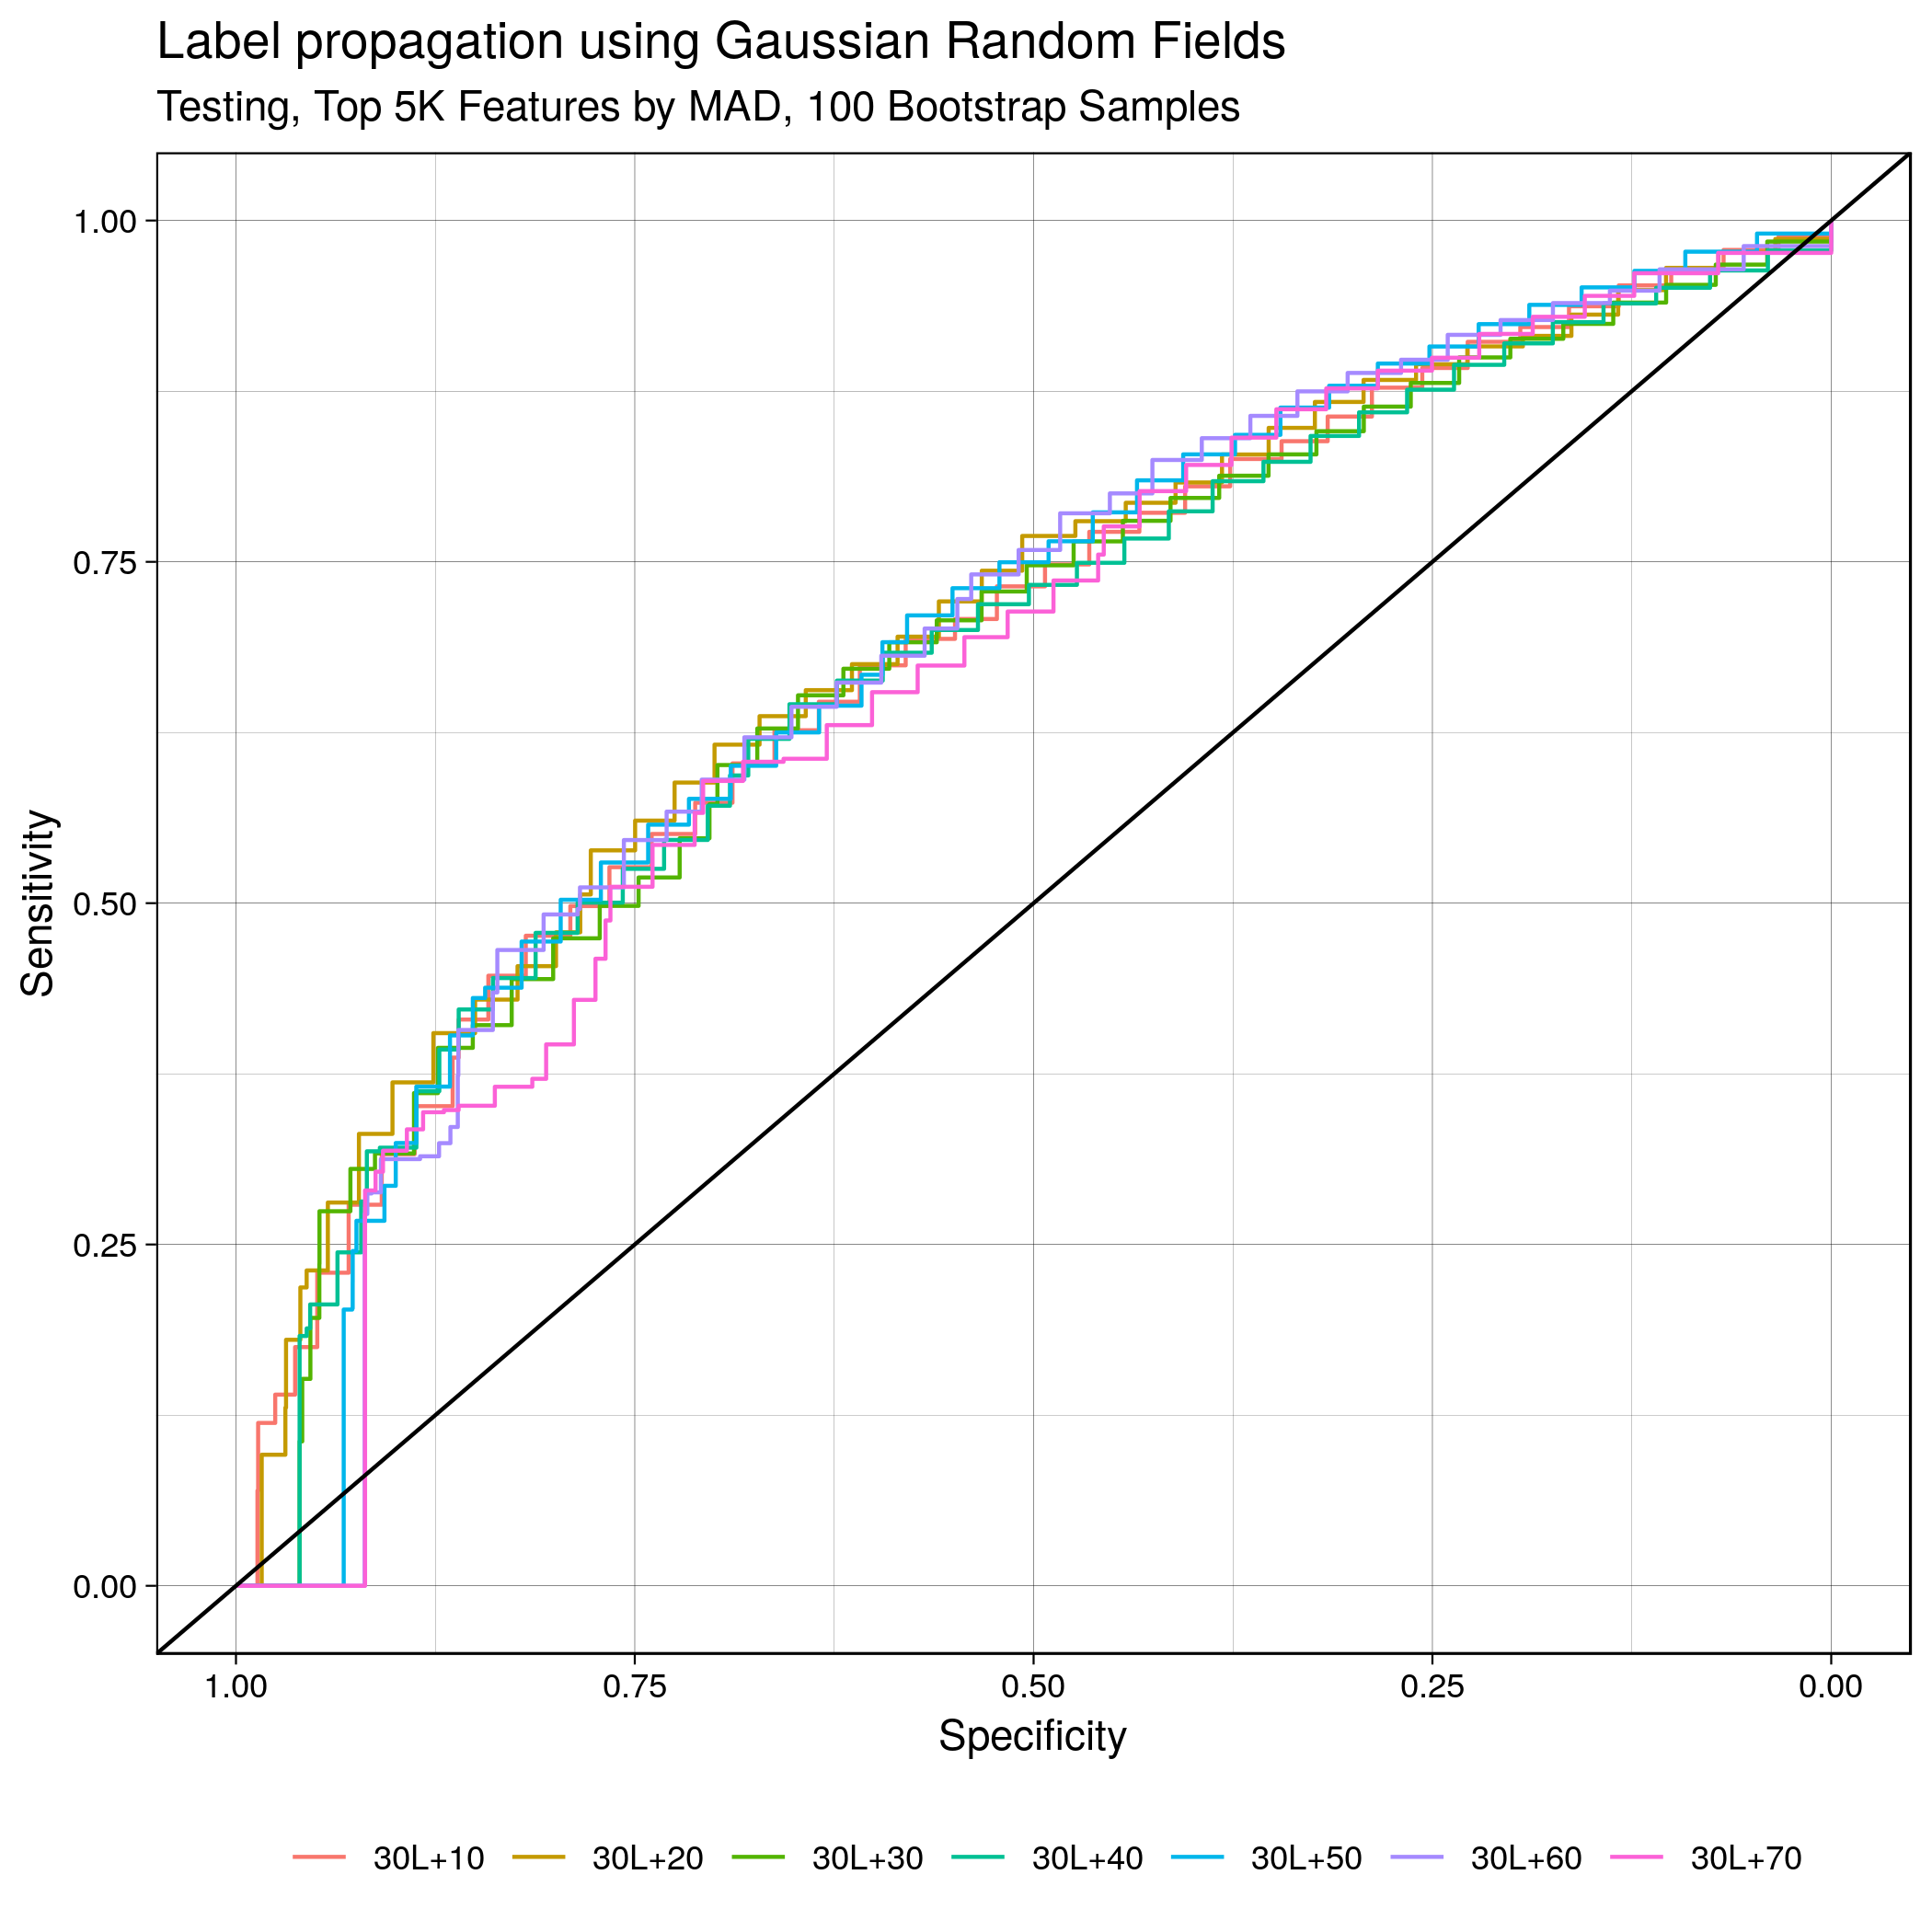 Label propagation using Gaussian Random Fields
Testing, Top 5K Features by MAD, 100 Bootstrap Samples
1.00
0.75
0.50
0.25
0.00
Sensitivity
1.00 0.75 0.50 0.25 0.00
Specificity
30L+10 30L+20 30L+30 30L+40 30L+50 30L+60 30L+70